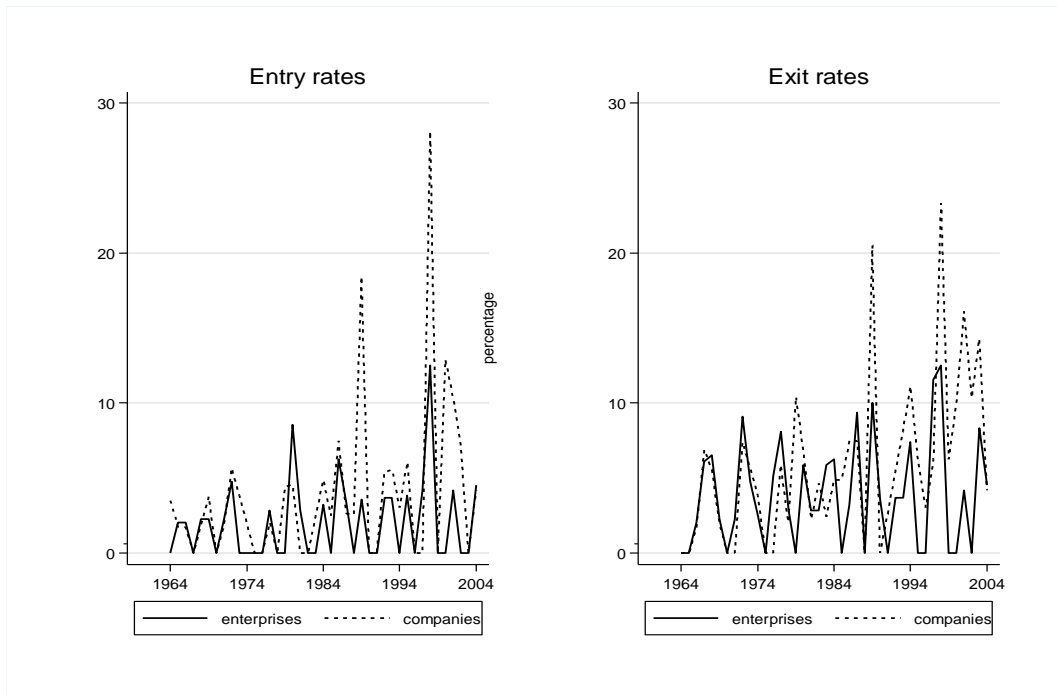 Entry rates
30
20
10
0
1964 1974 1984 1994 2004
enterprises companies
percentage
Exit rates
30
20
10
0
1964 1974 1984 1994 2004
enterprises companies